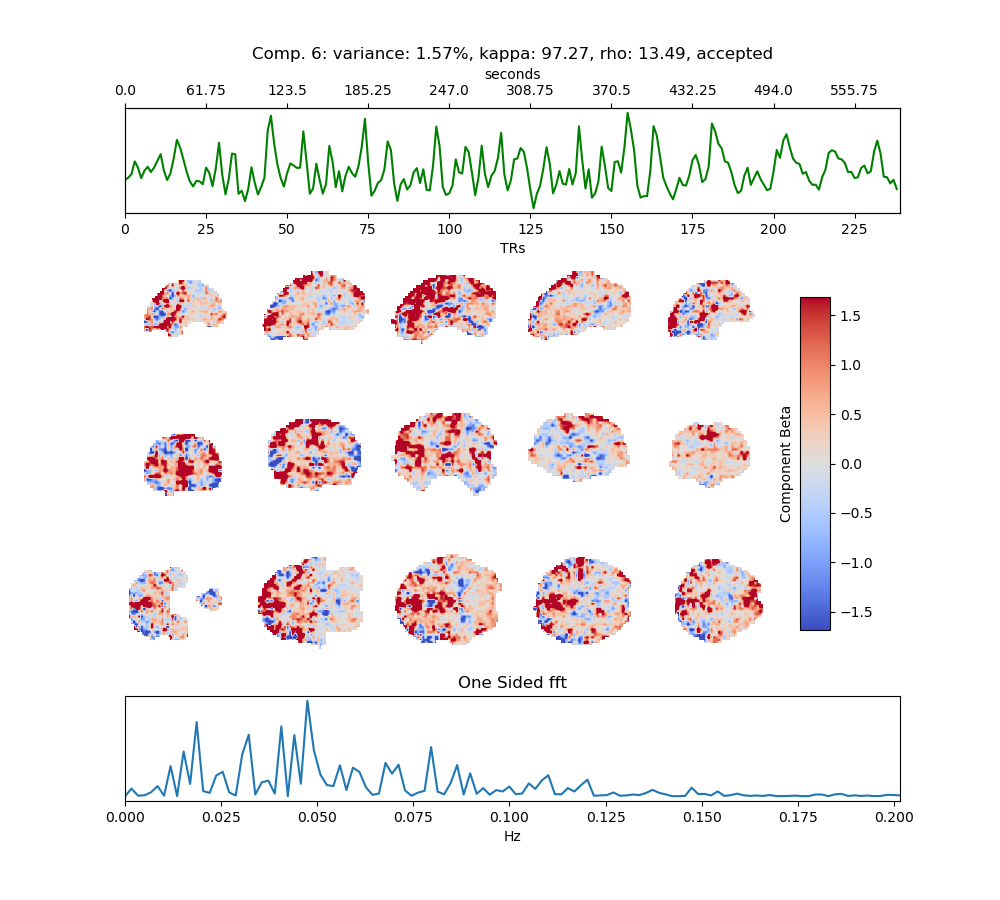 Comp. 6: variance: 1.57%, kappa: 97.27, rho: 13.49, accepted
seconds
0.0 61.75 123.5 185.25 247.0 308.75 370.5 432.25 494.0 555.75
0 25 50 75 100 125 150 175 200 225
TRs
1.5
1.0
0.5
0.0
−0.5
−1.0
−1.5
Component Beta
One Sided fft
0.000 0.025 0.050 0.075 0.100 0.125 0.150 0.175 0.200
Hz